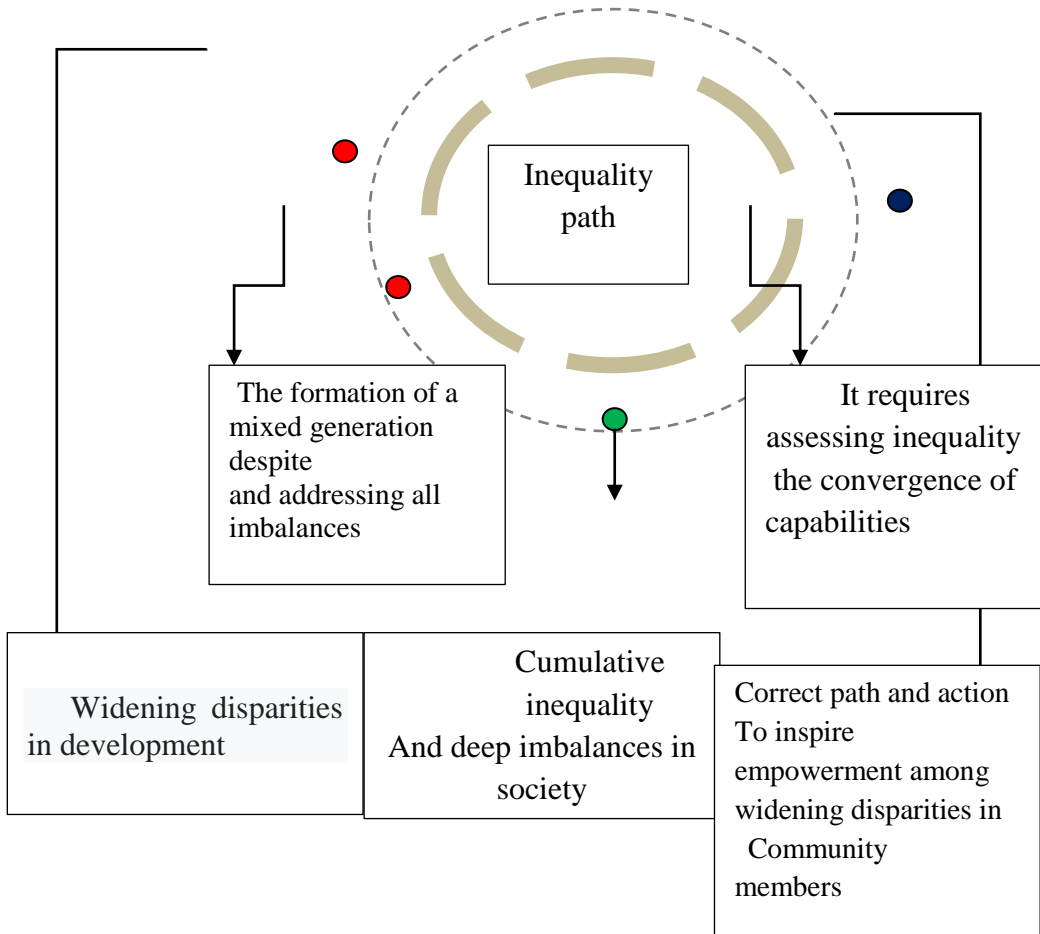 Inequality
path
The formation of a
mixed generation
despite
and addressing all
imbalances
It requires
assessing inequality
the convergence of
capabilities
Widening disparities
in development
Cumulative
inequality
And deep imbalances in
society
Correct path and action
To inspire
empowerment among
widening disparities in
Community
members